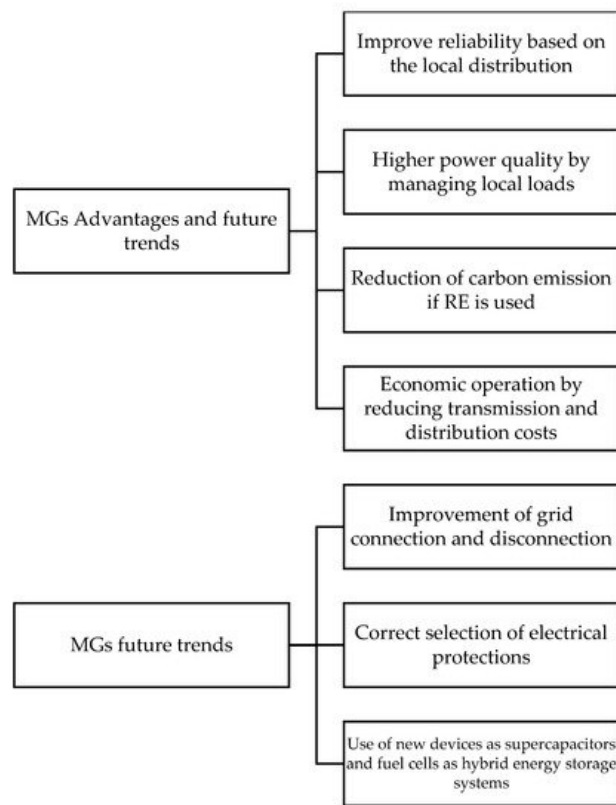 Improve reliability based on
the local distribution
Higher power quality by
managing local loads
MGs Advantages and future
trends
Reduction of carbon emission
if RE is used
Economic operation by
reducing transmission and
distribution costs
Improvement of grid
connection and disconnection
MGs future trends
Correct selection of electrical
protections
Use of new devices as supercapacitors
and fuel cells as hybrid energy storage
systems